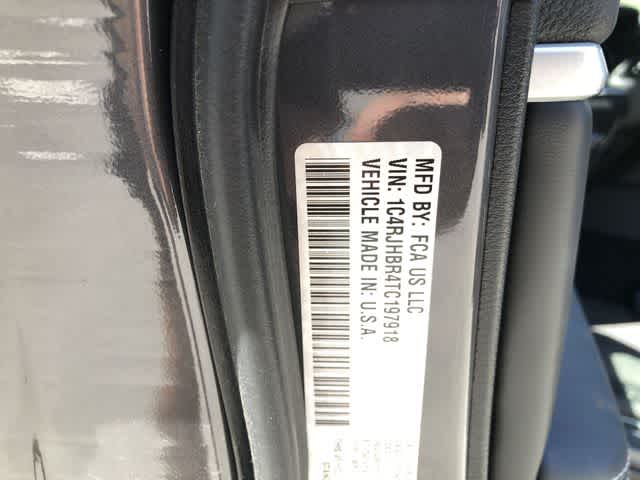 MFD BY: FCA US LLC
VIN: 1C4RJHBR4TC197918
VEHICLE MADE IN: U.S.A.